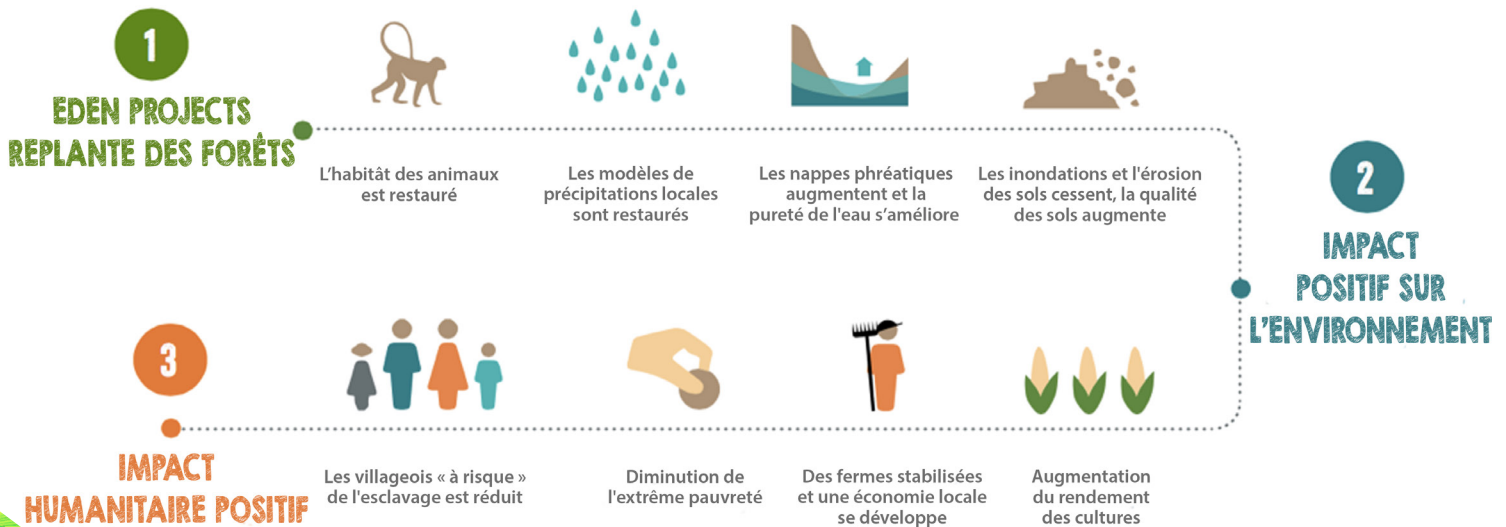 1
EDEN PROJECTS
REPLANTE DES FORÊTS
L'habitât des animaux
est restauré
Les modèles de
précipitations locales
sont restaurés
Les nappes phréatiques
augmentent et la
pureté de l'eau s'améliore
Les inondations et l'érosion
des sols cessent, la qualité
des sols augmente
2
IMPACT
POSITIF SUR
L'ENVIRONNEMENT
3
IMPACT
HUMANITAIRE POSITIF
Les villageois « à risque »
de l'esclavage est réduit
Diminution de
l'extrême pauvreté
Des fermes stabilisées
et une économie locale
se développe
Augmentation
du rendement
des cultures